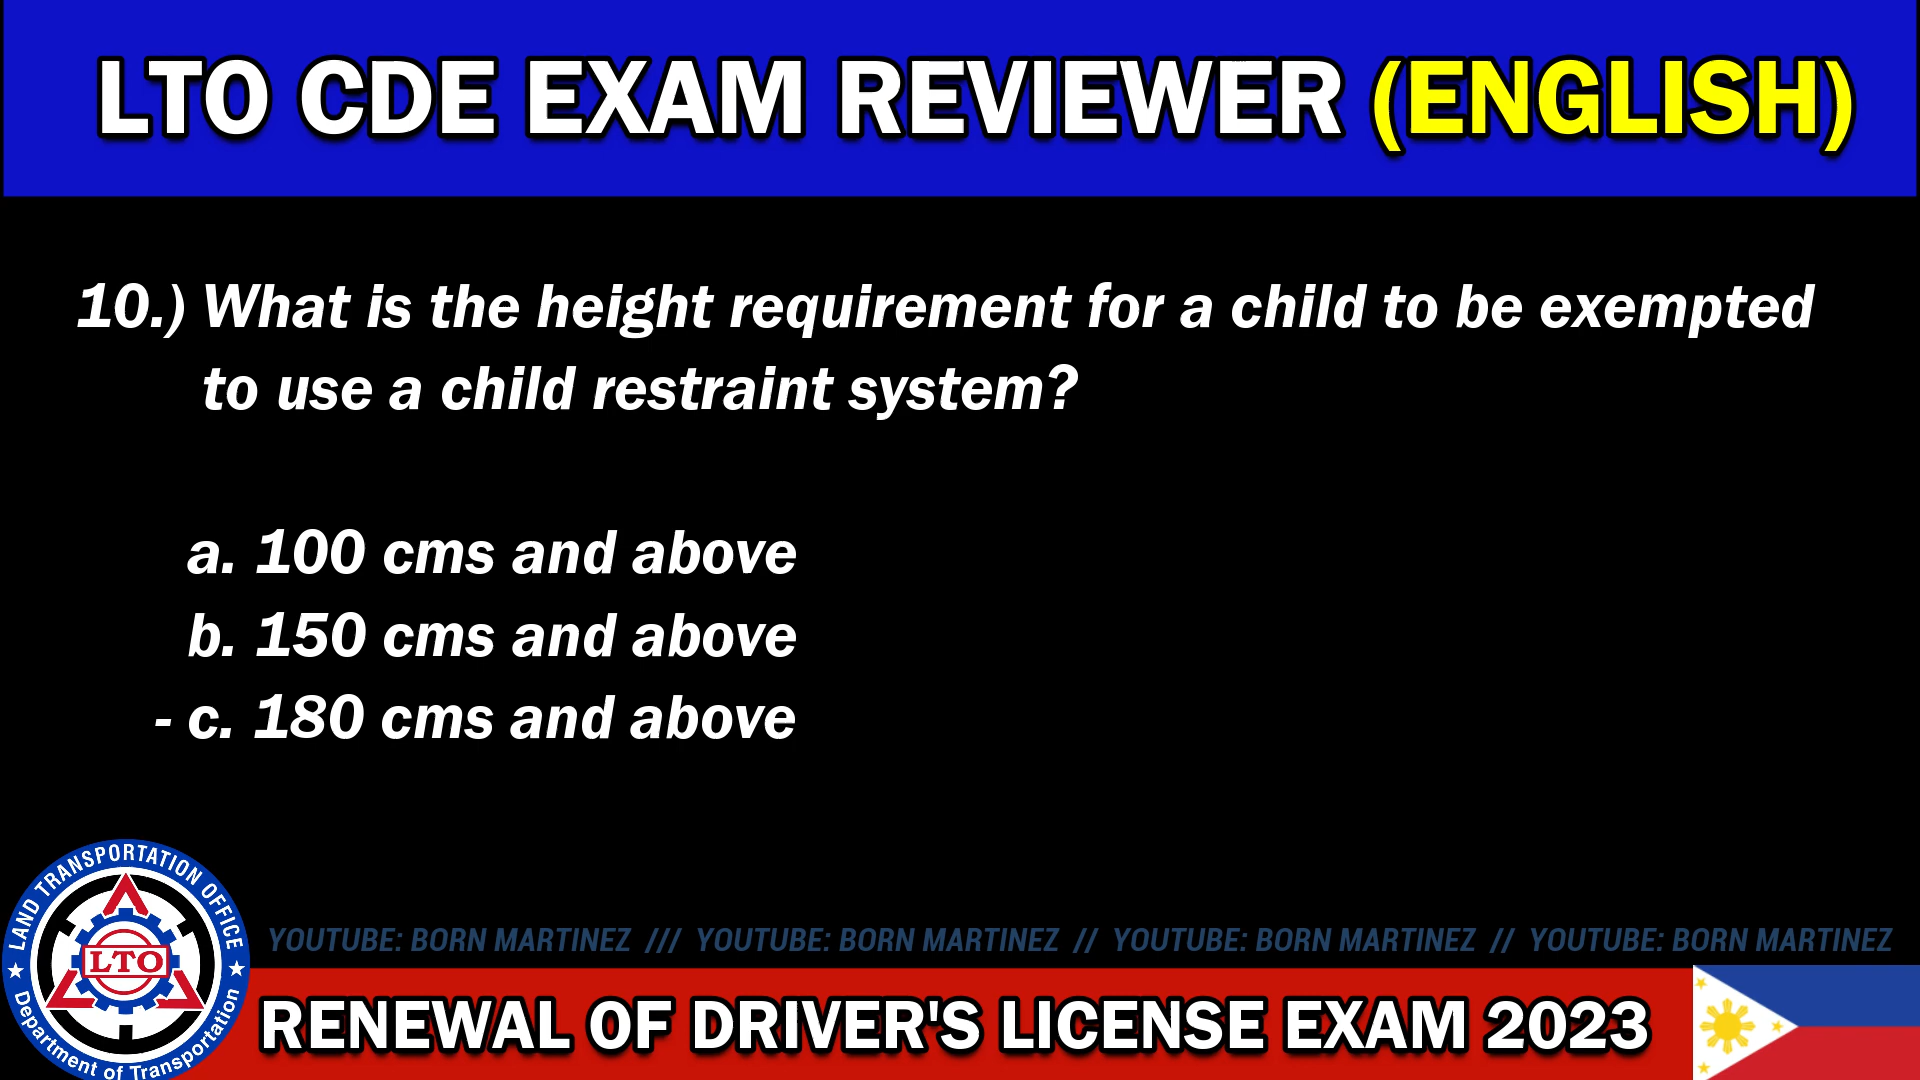 LTO CDE EXAM REVIEWER (ENGLISH)
10.) What is the height requirement for a child to be exempted
to use a child restraint system?
a. 100 cms and above
b. 150 cms and above
- c. 180 cms and above
YOUTUBE: BORN MARTINEZ /// YOUTUBE: BORN MARTINEZ // YOUTUBE: BORN MARTINEZ // YOUTUBE: BORN MARTINEZ
LAND TRANSPORTATION OFFICE
LTO
Department of Transportation
RENEWAL OF DRIVER'S LICENSE EXAM 2023